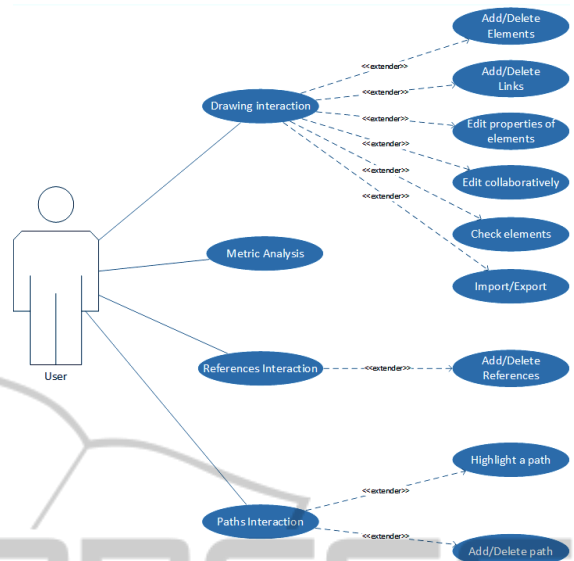 Add/Delete
Elements
<<extender>>
Add/Delete
Links
<<extender>>
Drawing interaction
<<extender>>
Edit properties of
elements
<<extender>>
<<extender>>
Edit collaboratively
<<extender>>
Check elements
Metric Analysis
Import/Export
User
References Interaction
<<extender>>
Add/Delete
References
Highlight a path
<<extender>>
Paths Interaction
<<extender>>
Add/Delete path